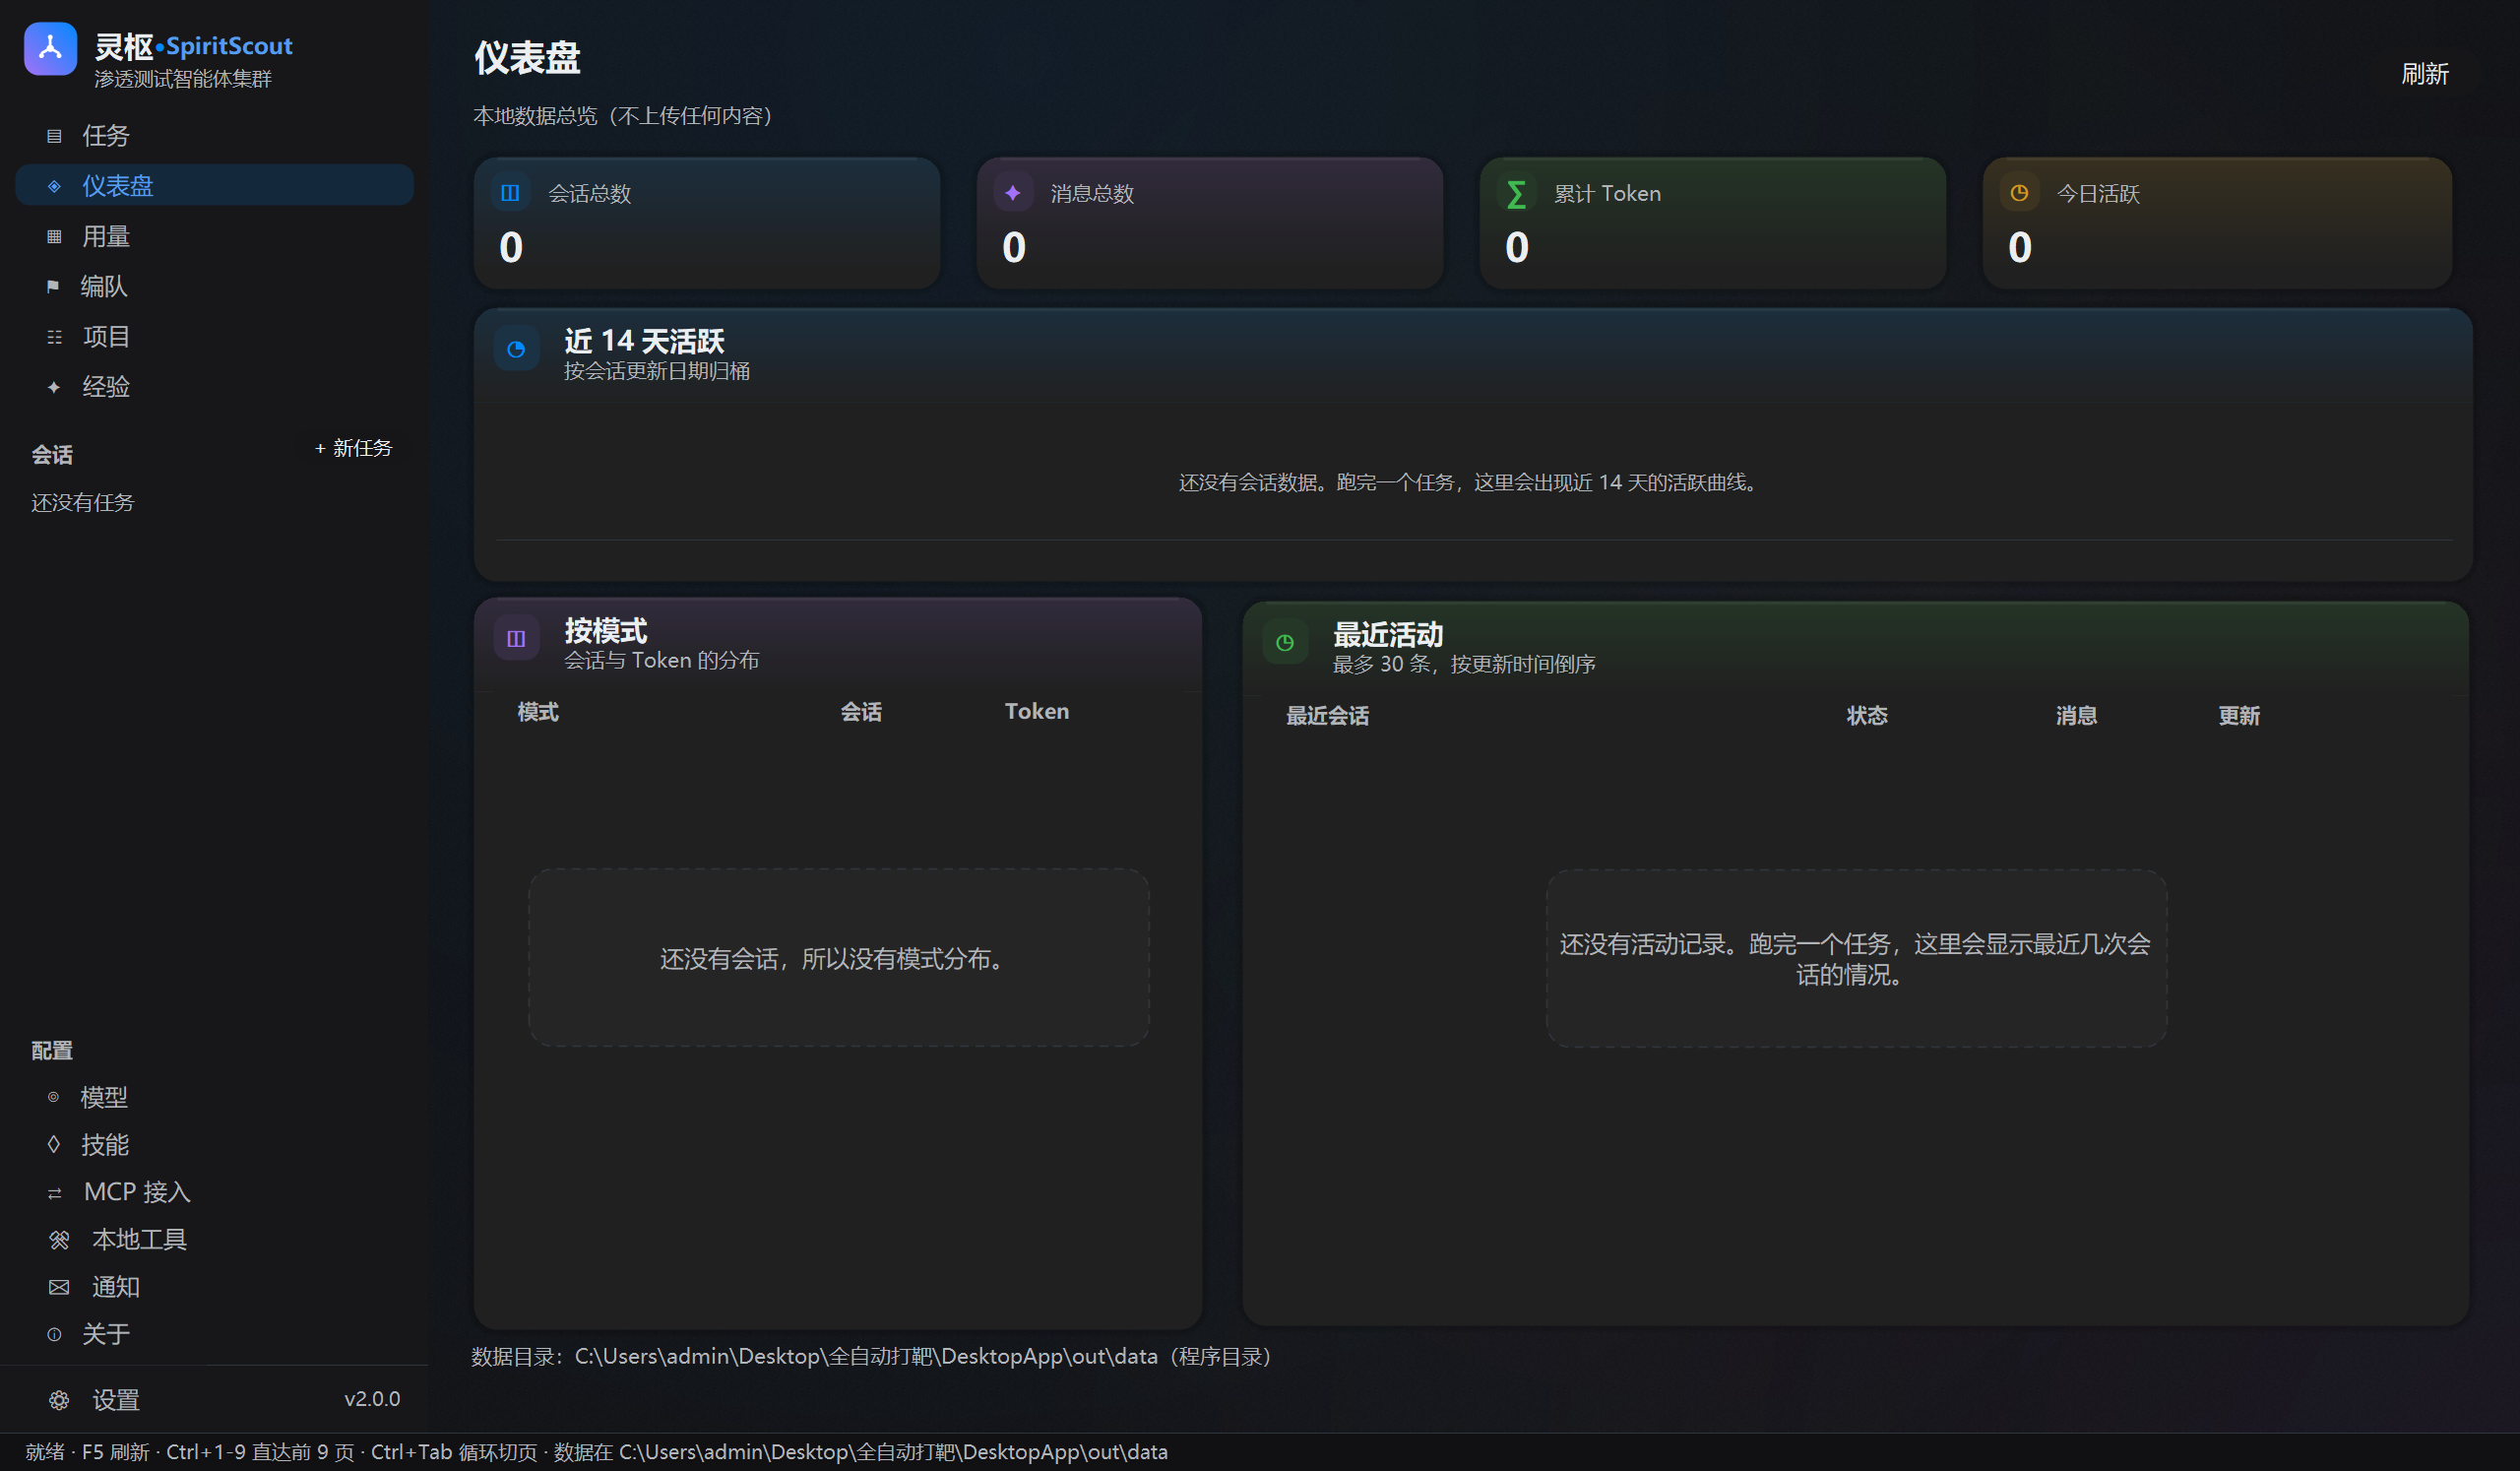 灵枢•SpiritScout
渗透测试智能体集群
任务
仪表盘
用量
编队
项目
经验
会话
+ 新任务
还没有任务
配置
模型
技能
MCP 接入
本地工具
通知
关于
设置
v2.0.0
仪表盘
刷新
本地数据总览（不上传任何内容）
会话总数
0
消息总数
0
∑ 累计 Token
0
今日活跃
0
近 14 天活跃
按会话更新日期归桶
还没有会话数据。跑完一个任务，这里会出现近 14 天的活跃曲线。
按模式
会话与 Token 的分布
模式 会话 Token
还没有会话，所以没有模式分布。
最近活动
最多 30 条，按更新时间倒序
最近会话 状态 消息 更新
还没有活动记录。跑完一个任务，这里会显示最近几次会
话的情况。
数据目录：C:\Users\admin\Desktop\全自动打靶\DesktopApp\out\data（程序目录）
就绪 · F5 刷新 · Ctrl+1-9 直达前 9 页 · Ctrl+Tab 循环切页 · 数据在 C:\Users\admin\Desktop\全自动打靶\DesktopApp\out\data